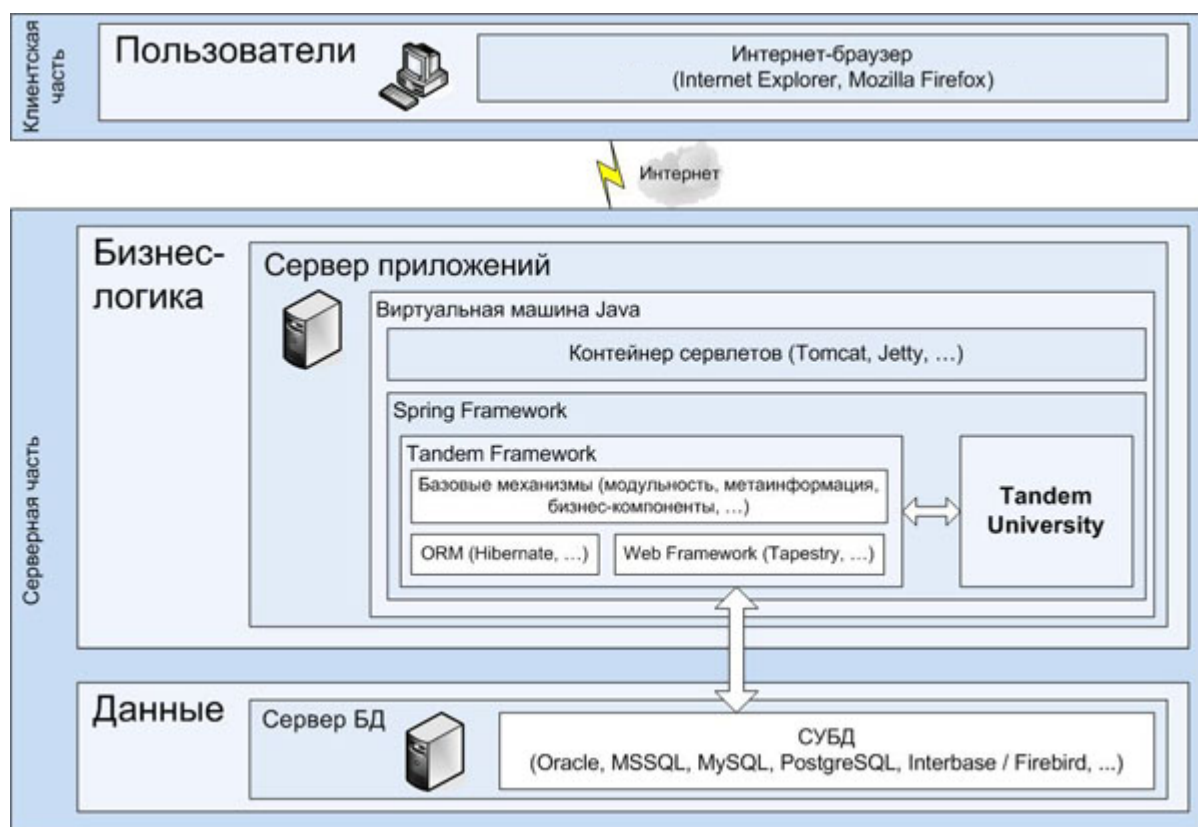 Клиентская
часть
Пользователи
Интернет-браузер
(Internet Explorer, Mozilla Firefox)
Интернет
Серверная часть
Бизнес-
логика
Сервер приложений
Виртуальная машина Java
Контейнер сервлетов (Tomcat, Jetty, …)
Spring Framework
Tandem Framework
Базовые механизмы (модульность, метаинформация,
бизнес-компоненты, …)
ORM (Hibernate, …)
Web Framework (Tapestry, …)
Tandem
University
Данные
Сервер БД
СУБД
(Oracle, MSSQL, MySQL, PostgreSQL, Interbase / Firebird, ...)